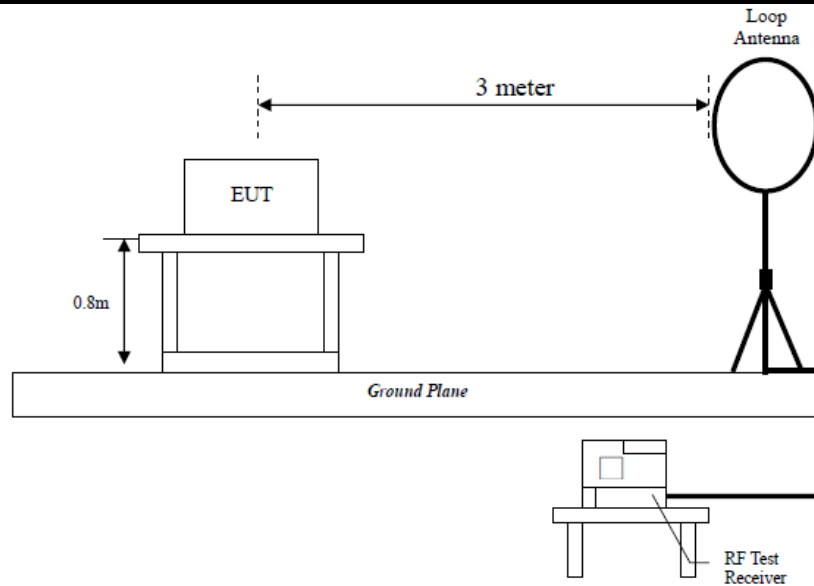 Loop
Antenna
3 meter
EUT
0.8m
Ground Plane
RF Test
Receiver